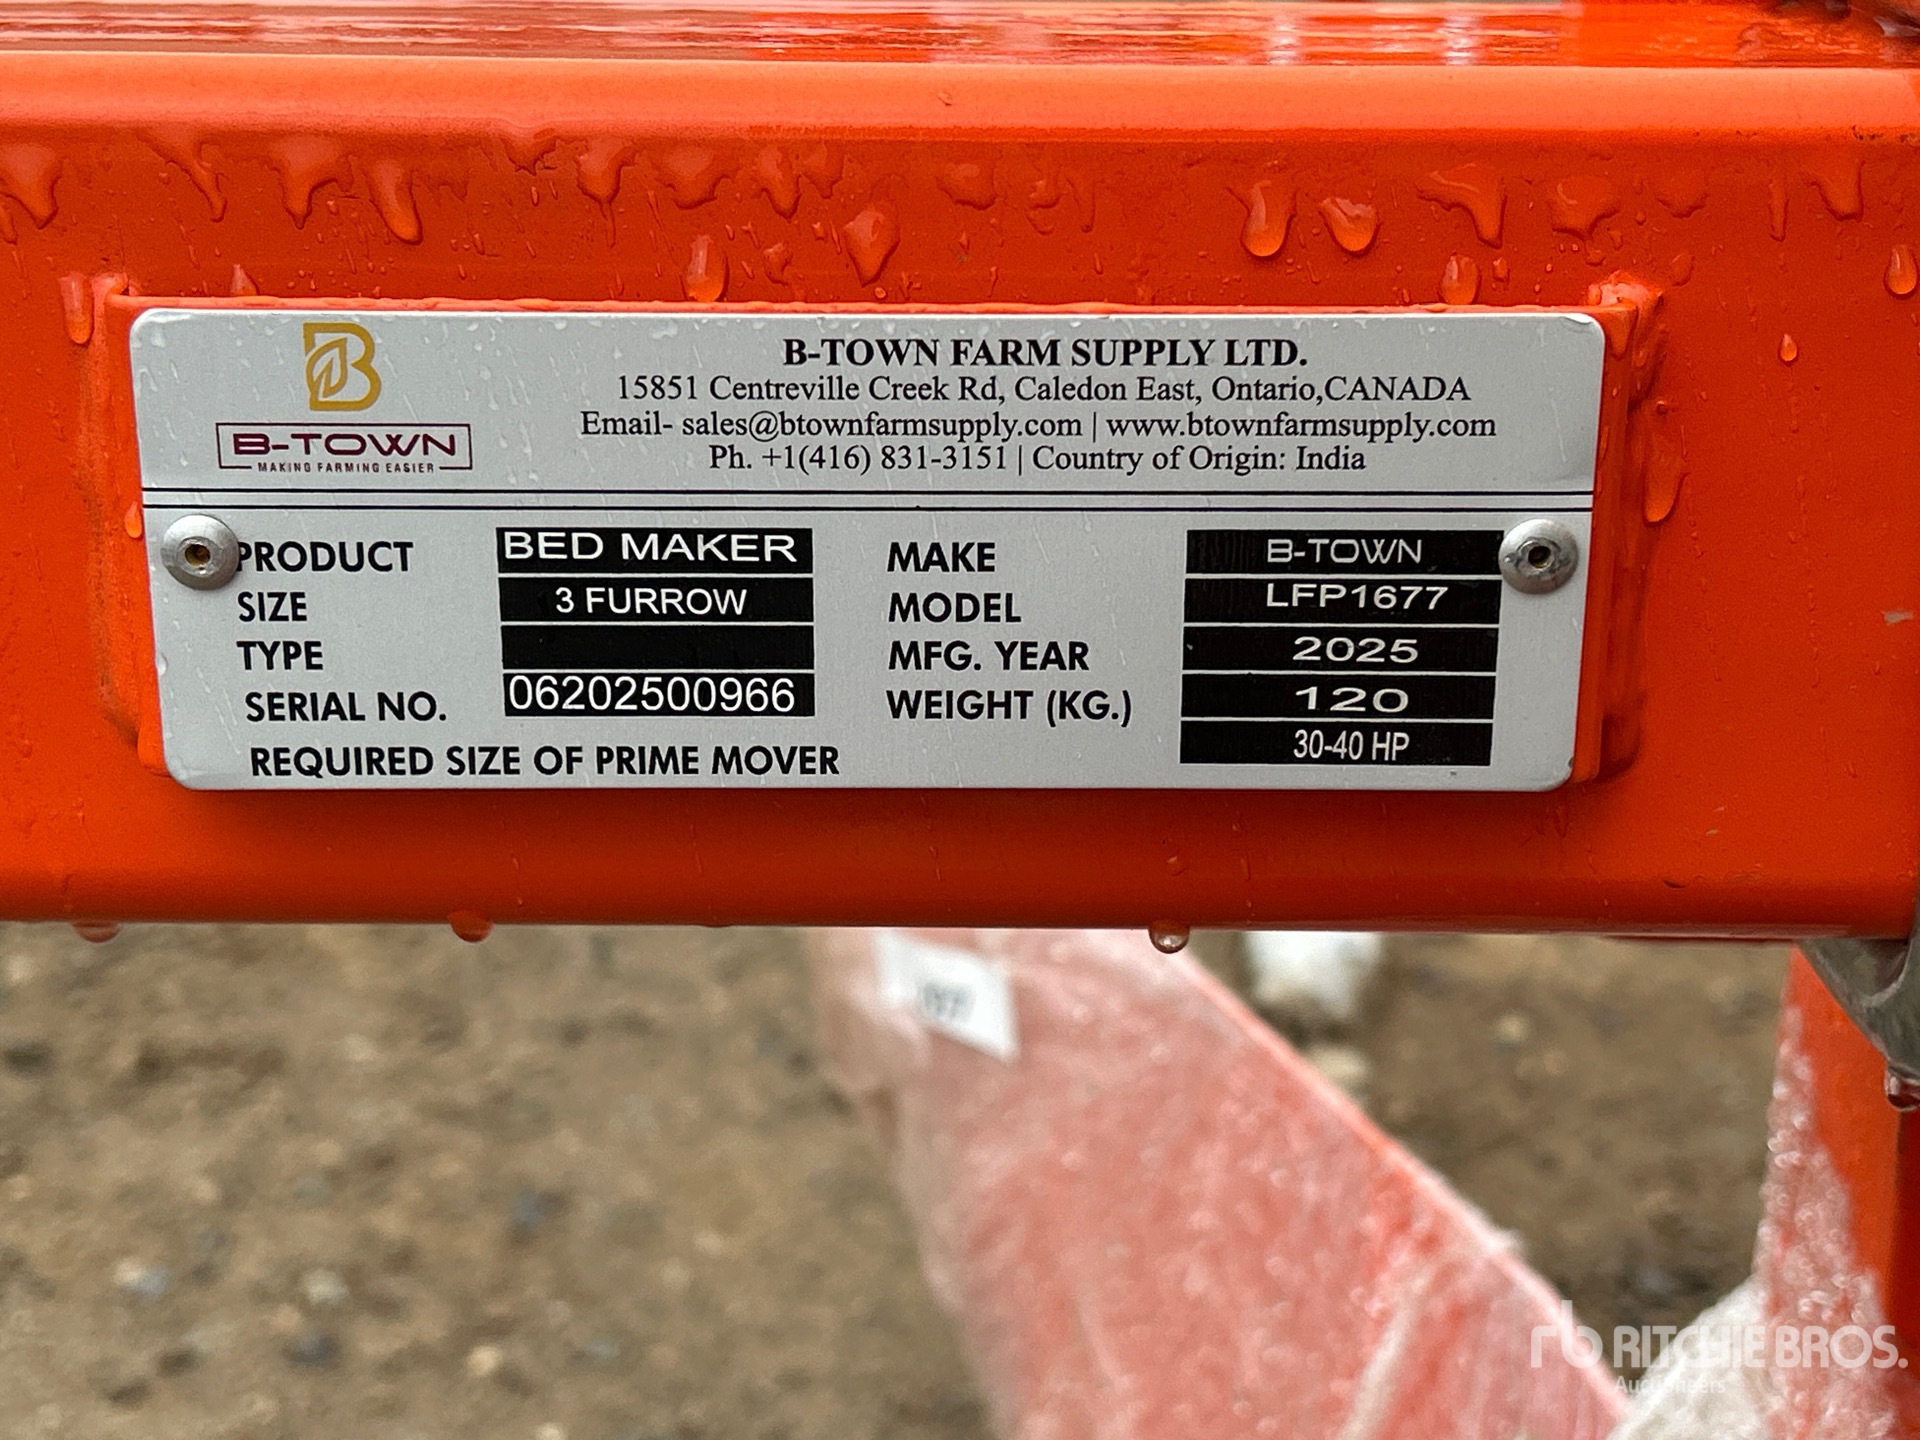 B-TOWN
MAKING FARMING EASIER
B-TOWN FARM SUPPLY LTD.
15851 Centreville Creek Rd, Caledon East, Ontario,CANADA
Email- sales@btownfarmsupply.com | www.btownfarmsupply.com
Ph. +1(416) 831-3151 | Country of Origin: India
PRODUCT BED MAKER MAKE B-TOWN
SIZE 3 FURROW MODEL LFP1677
TYPE MFG. YEAR 2025
SERIAL NO. 06202500966 WEIGHT (KG.) 120
REQUIRED SIZE OF PRIME MOVER 30-40 HP
rb RITCHIE BROS.
Auctioneers